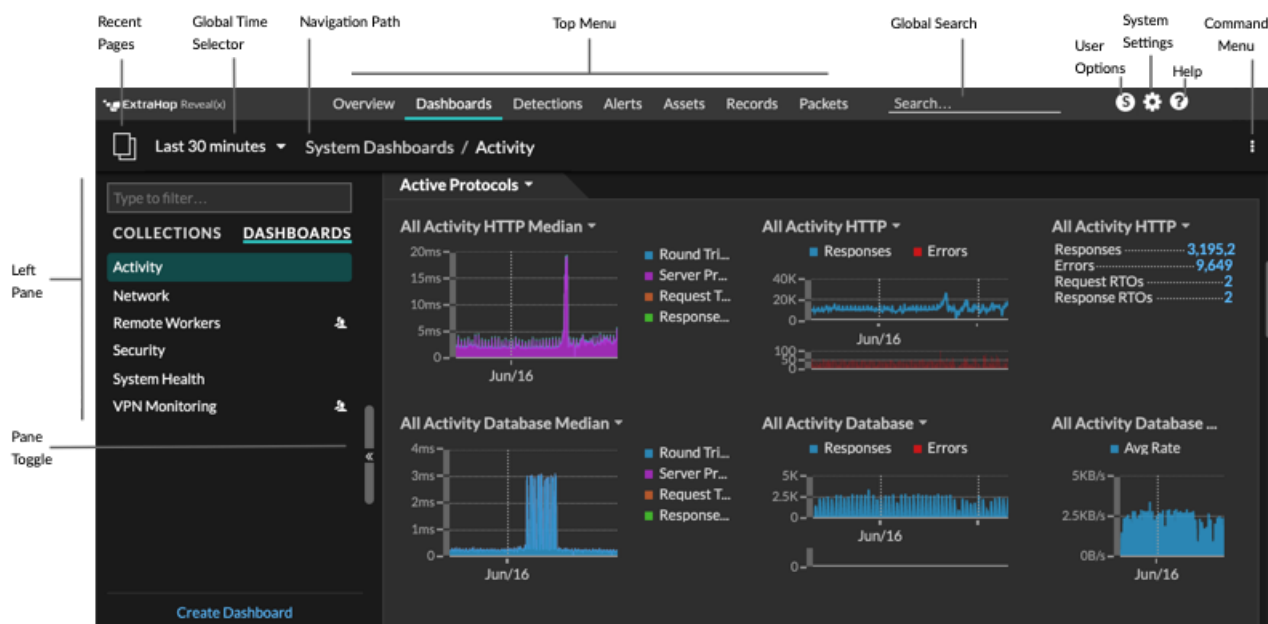 Recent Pages
Global Time Selector
Navigation Path
Top Menu
Global Search
User Options
System Settings
Help
Command Menu
ExtraHop Reveal(x)
Overview Dashboards Detections Alerts Assets Records Packets Search...
S
?
Last 30 minutes System Dashboards / Activity
Left Pane
Pane Toggle
Type to filter...
COLLECTIONS DASHBOARDS
Activity
Network
Remote Workers
Security
System Health
VPN Monitoring
«
Create Dashboard
Active Protocols
All Activity HTTP Median
20ms
15ms
10ms
5ms
0
Jun/16
Round Tri...
Server Pr...
Request T...
Response...
All Activity HTTP
Responses Errors
40K
20K
0
Jun/16
100
50
0
All Activity HTTP
Responses 3,195,2
Errors 9,649
Request RTOs 2
Response RTOs 2
All Activity Database Median
4ms
3ms
2ms
1ms
0
Jun/16
Round Tri...
Server Pr...
Request T...
Response...
All Activity Database
Responses Errors
5K
2.5K
0
Jun/16
0
All Activity Database ...
Avg Rate
5KB/s
2.5KB/s
0B/s
Jun/16